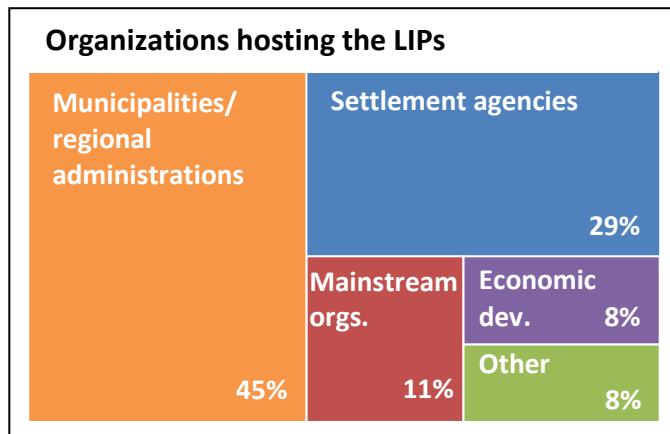 Organizations hosting the LIPs
Municipalities/
regional
administrations
45%
Settlement agencies
29%
Mainstream
orgs.
11%
Economic
dev. 8%
Other
8%